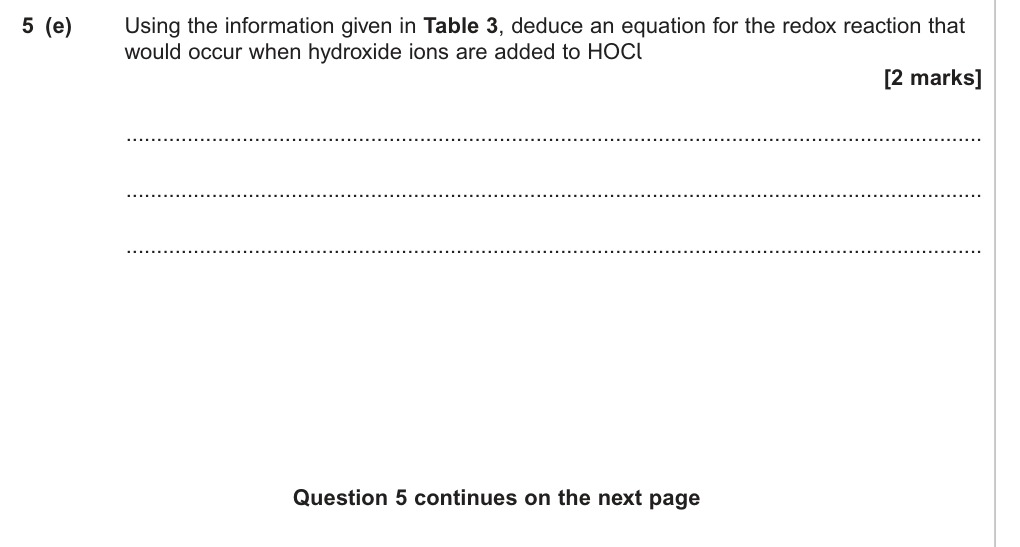 5 (e) Using the information given in Table 3, deduce an equation for the redox reaction that
would occur when hydroxide ions are added to HOCl
[2 marks]
Question 5 continues on the next page